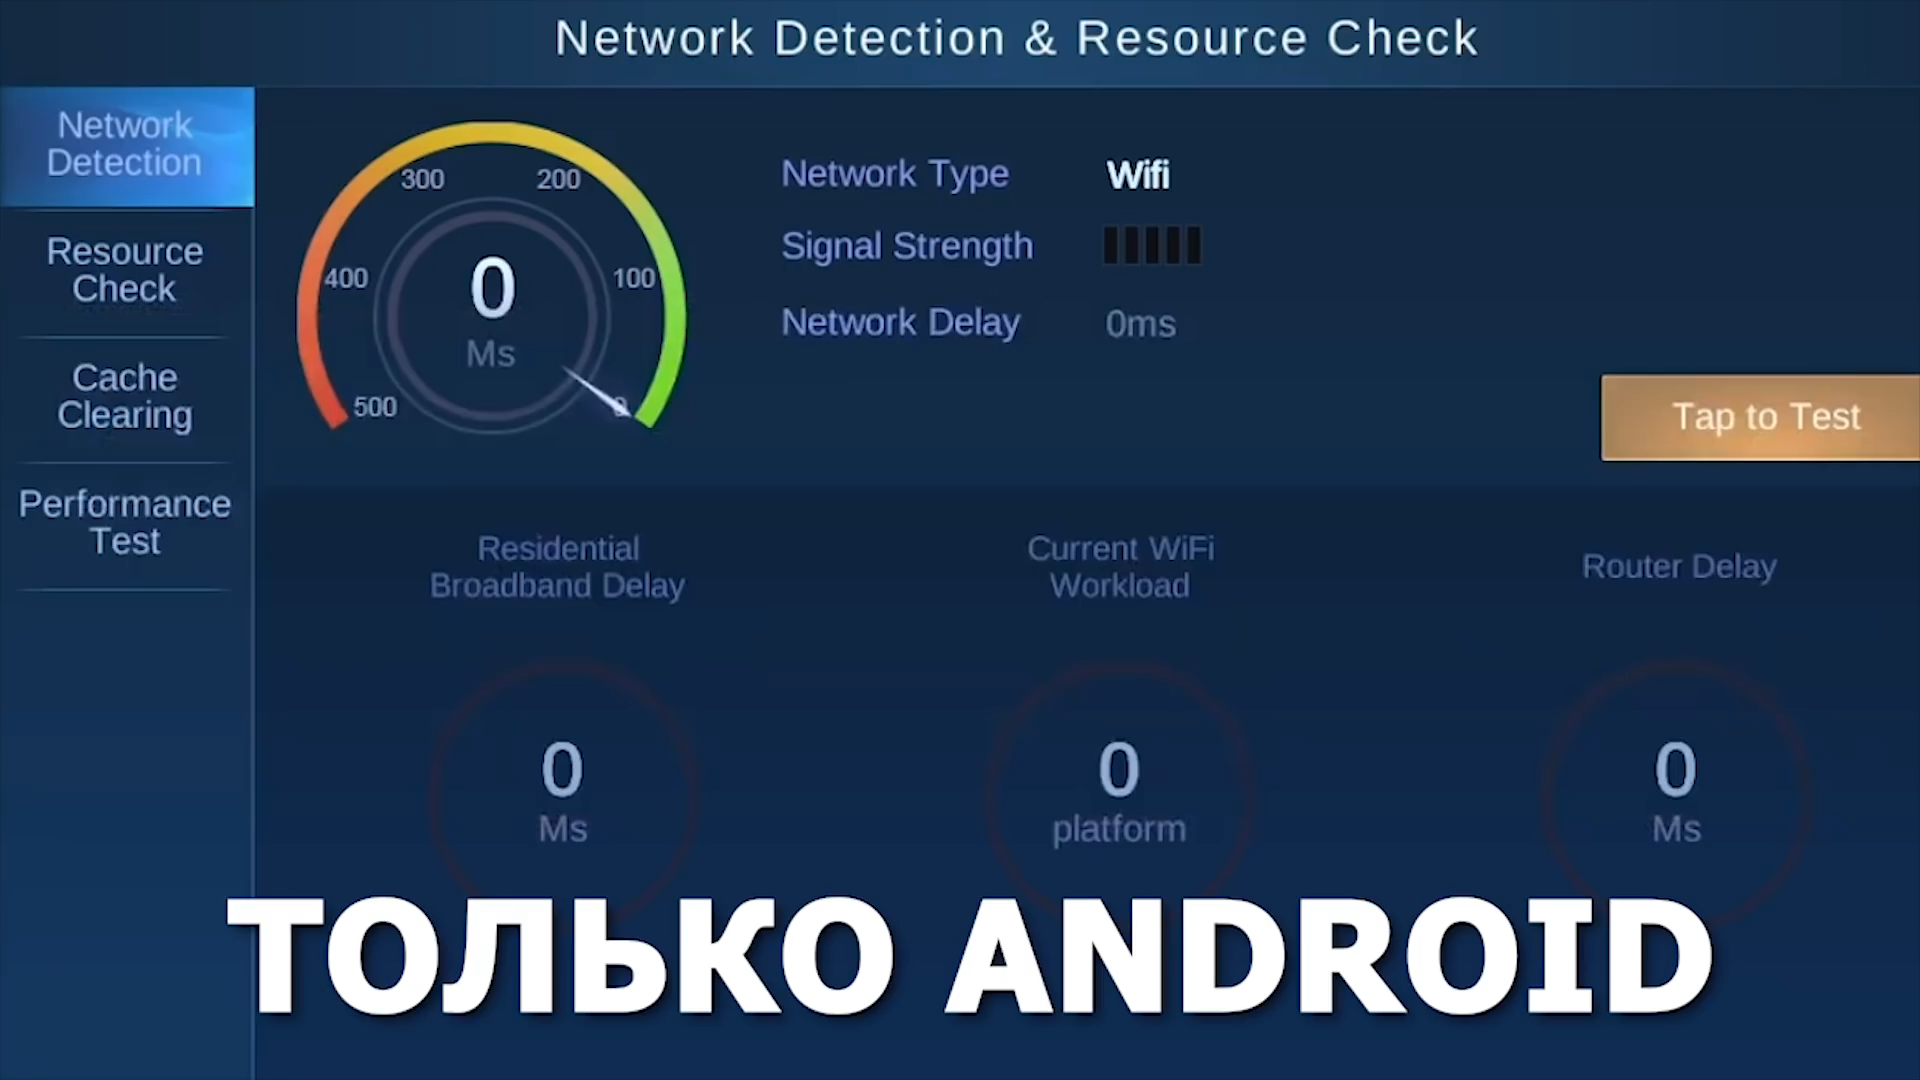 Network Detection & Resource Check
Network
Detection
Resource
Check
Cache
Clearing
Performance
Test
300
200
400
100
500
0
0
Ms
Network Type
Wifi
Signal Strength
Network Delay
0ms
Tap to Test
Residential
Broadband Delay
0
Ms
Current WiFi
Workload
0
platform
Router Delay
0
Ms
ТОЛЬКО ANDROID